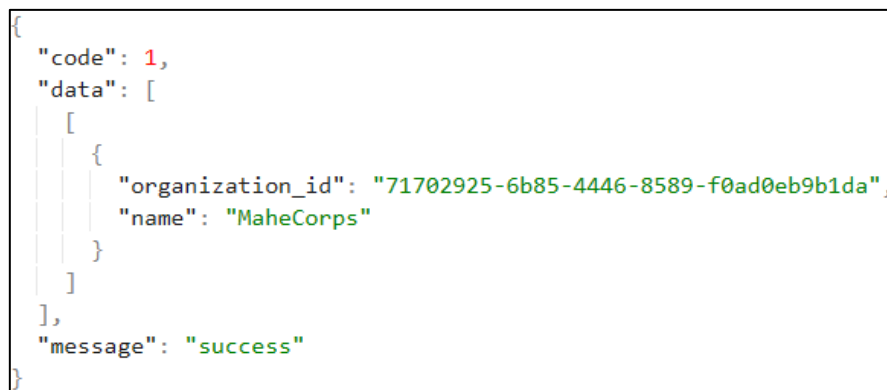 {
"code": 1,
"data": [
[
{
"organization_id": "71702925-6b85-4446-8589-f0ad0eb9b1da",
"name": "MaheCorps"
}
]
],
"message": "success"
}